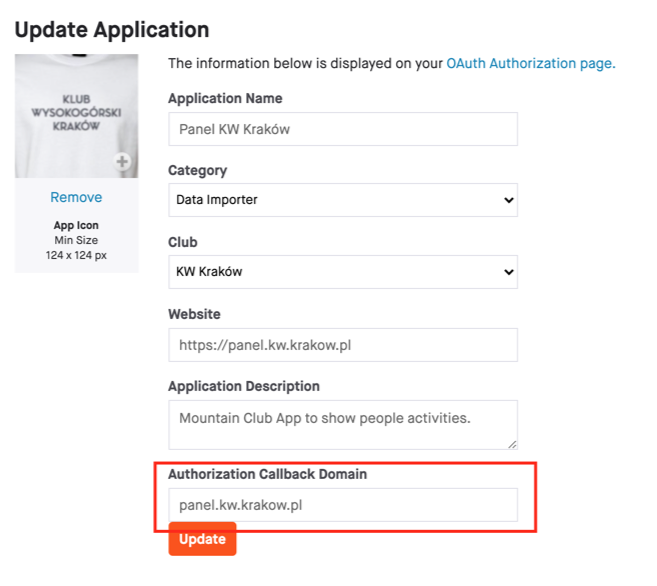 Update Application
KLUB
WYSOKOGÓRSKI
KRAKÓW
Remove
App Icon
Min Size
124 x 124 px
The information below is displayed on your OAuth Authorization page.
Application Name
Panel KW Kraków
Category
Data Importer
Club
KW Kraków
Website
https://panel.kw.krakow.pl
Application Description
Mountain Club App to show people activities.
Authorization Callback Domain
panel.kw.krakow.pl
Update